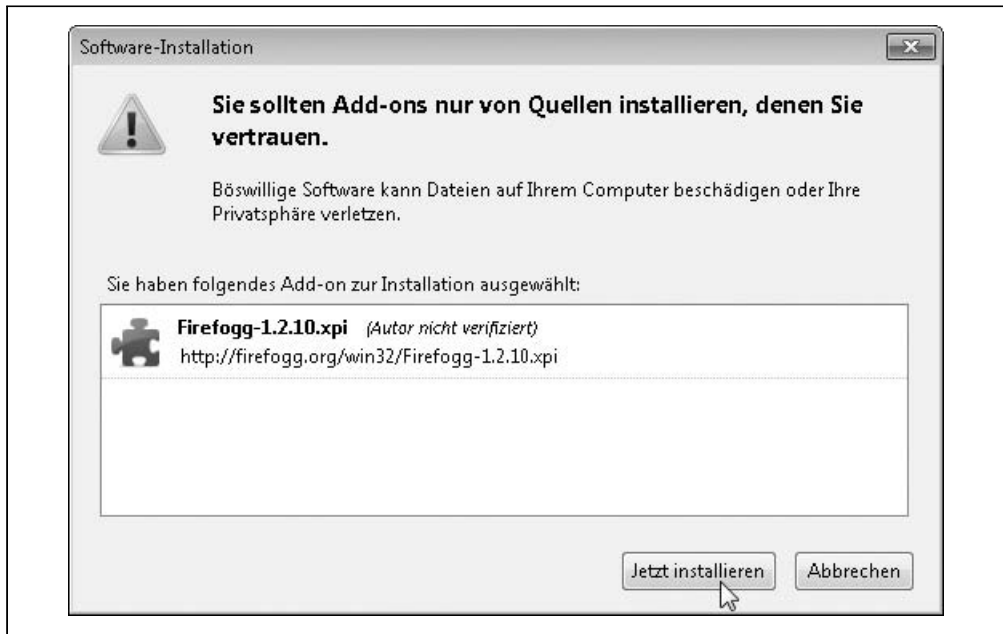 Software-Installation
Sie sollten Add-ons nur von Quellen installieren, denen Sie
vertrauen.
Böswillige Software kann Dateien auf Ihrem Computer beschädigen oder Ihre
Privatsphäre verletzen.
Sie haben folgendes Add-on zur Installation ausgewählt:
Firefogg-1.2.10.xpi (Autor nicht verifiziert)
http://firefogg.org/win32/Firefogg-1.2.10.xpi
Jetzt installieren Abbrechen